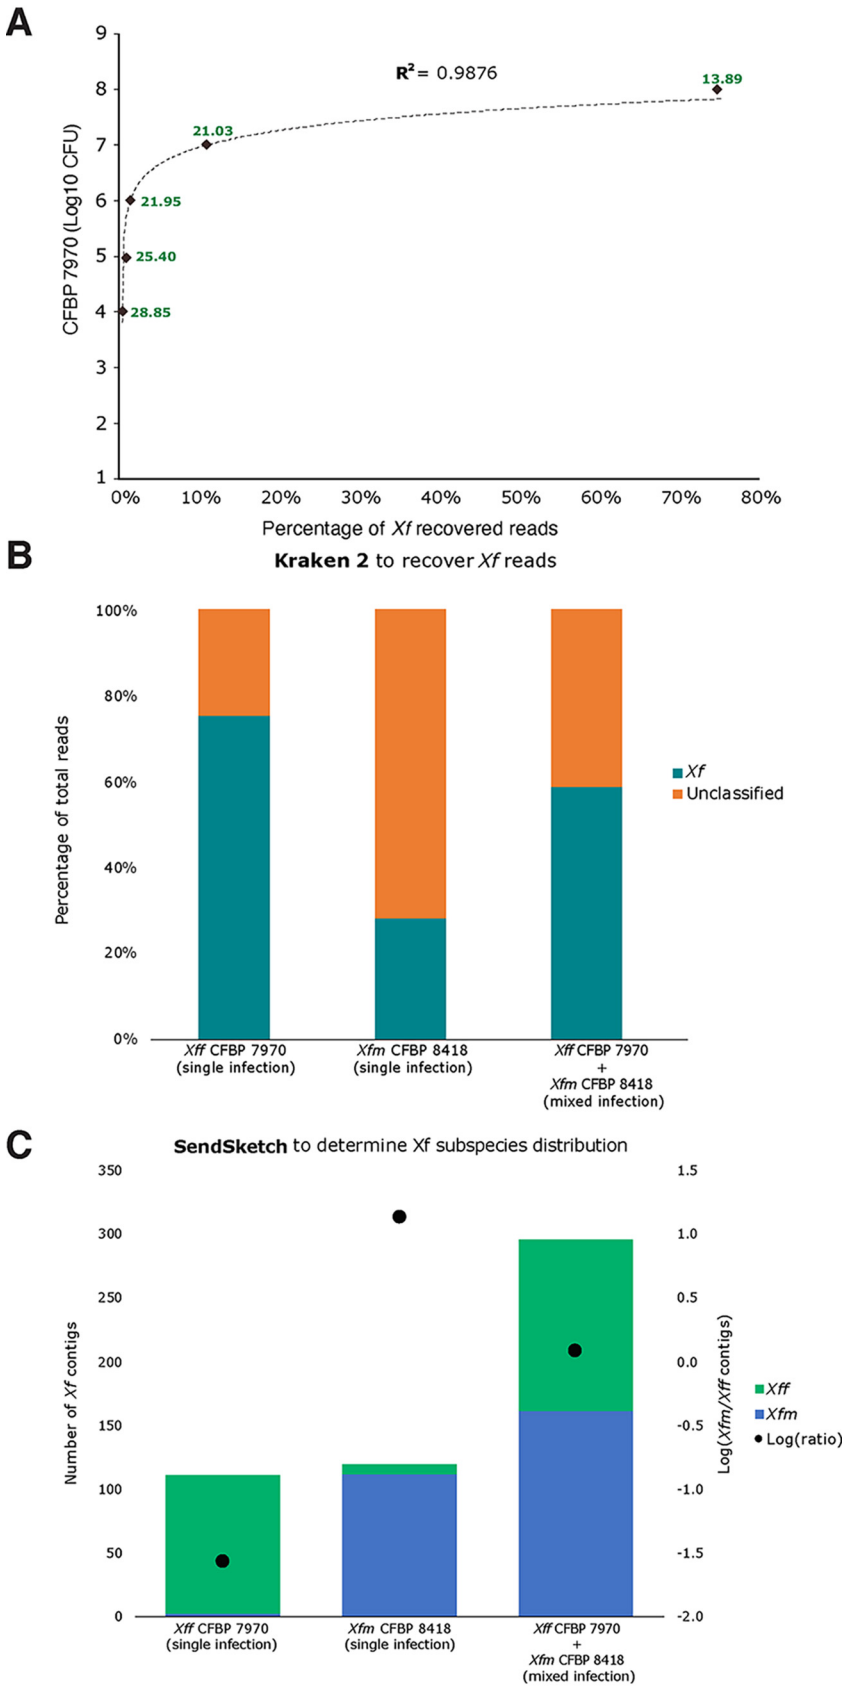 A
9
8
7
6
5
4
3
2
1
CFBP 7970 (Log10 CFU)
R² = 0.9876
13.89
21.03
21.95
25.40
28.85
0% 10% 20% 30% 40% 50% 60% 70% 80%
Percentage of Xf recovered reads
B
Kraken 2 to recover Xf reads
100%
80%
60%
40%
20%
0%
Percentage of total reads
Xf
Unclassified
Xff CFBP 7970
(single infection)
Xfm CFBP 8418
(single infection)
Xff CFBP 7970
+
Xfm CFBP 8418
(mixed infection)
C
SendSketch to determine Xf subspecies distribution
350
300
250
200
150
100
50
0
Number of Xf contigs
1.5
1.0
0.5
0.0
-0.5
-1.0
-1.5
-2.0
Log(Xfm/Xff contigs)
Xff
Xfm
Log(ratio)
Xff CFBP 7970
(single infection)
Xfm CFBP 8418
(single infection)
Xff CFBP 7970
+
Xfm CFBP 8418
(mixed infection)